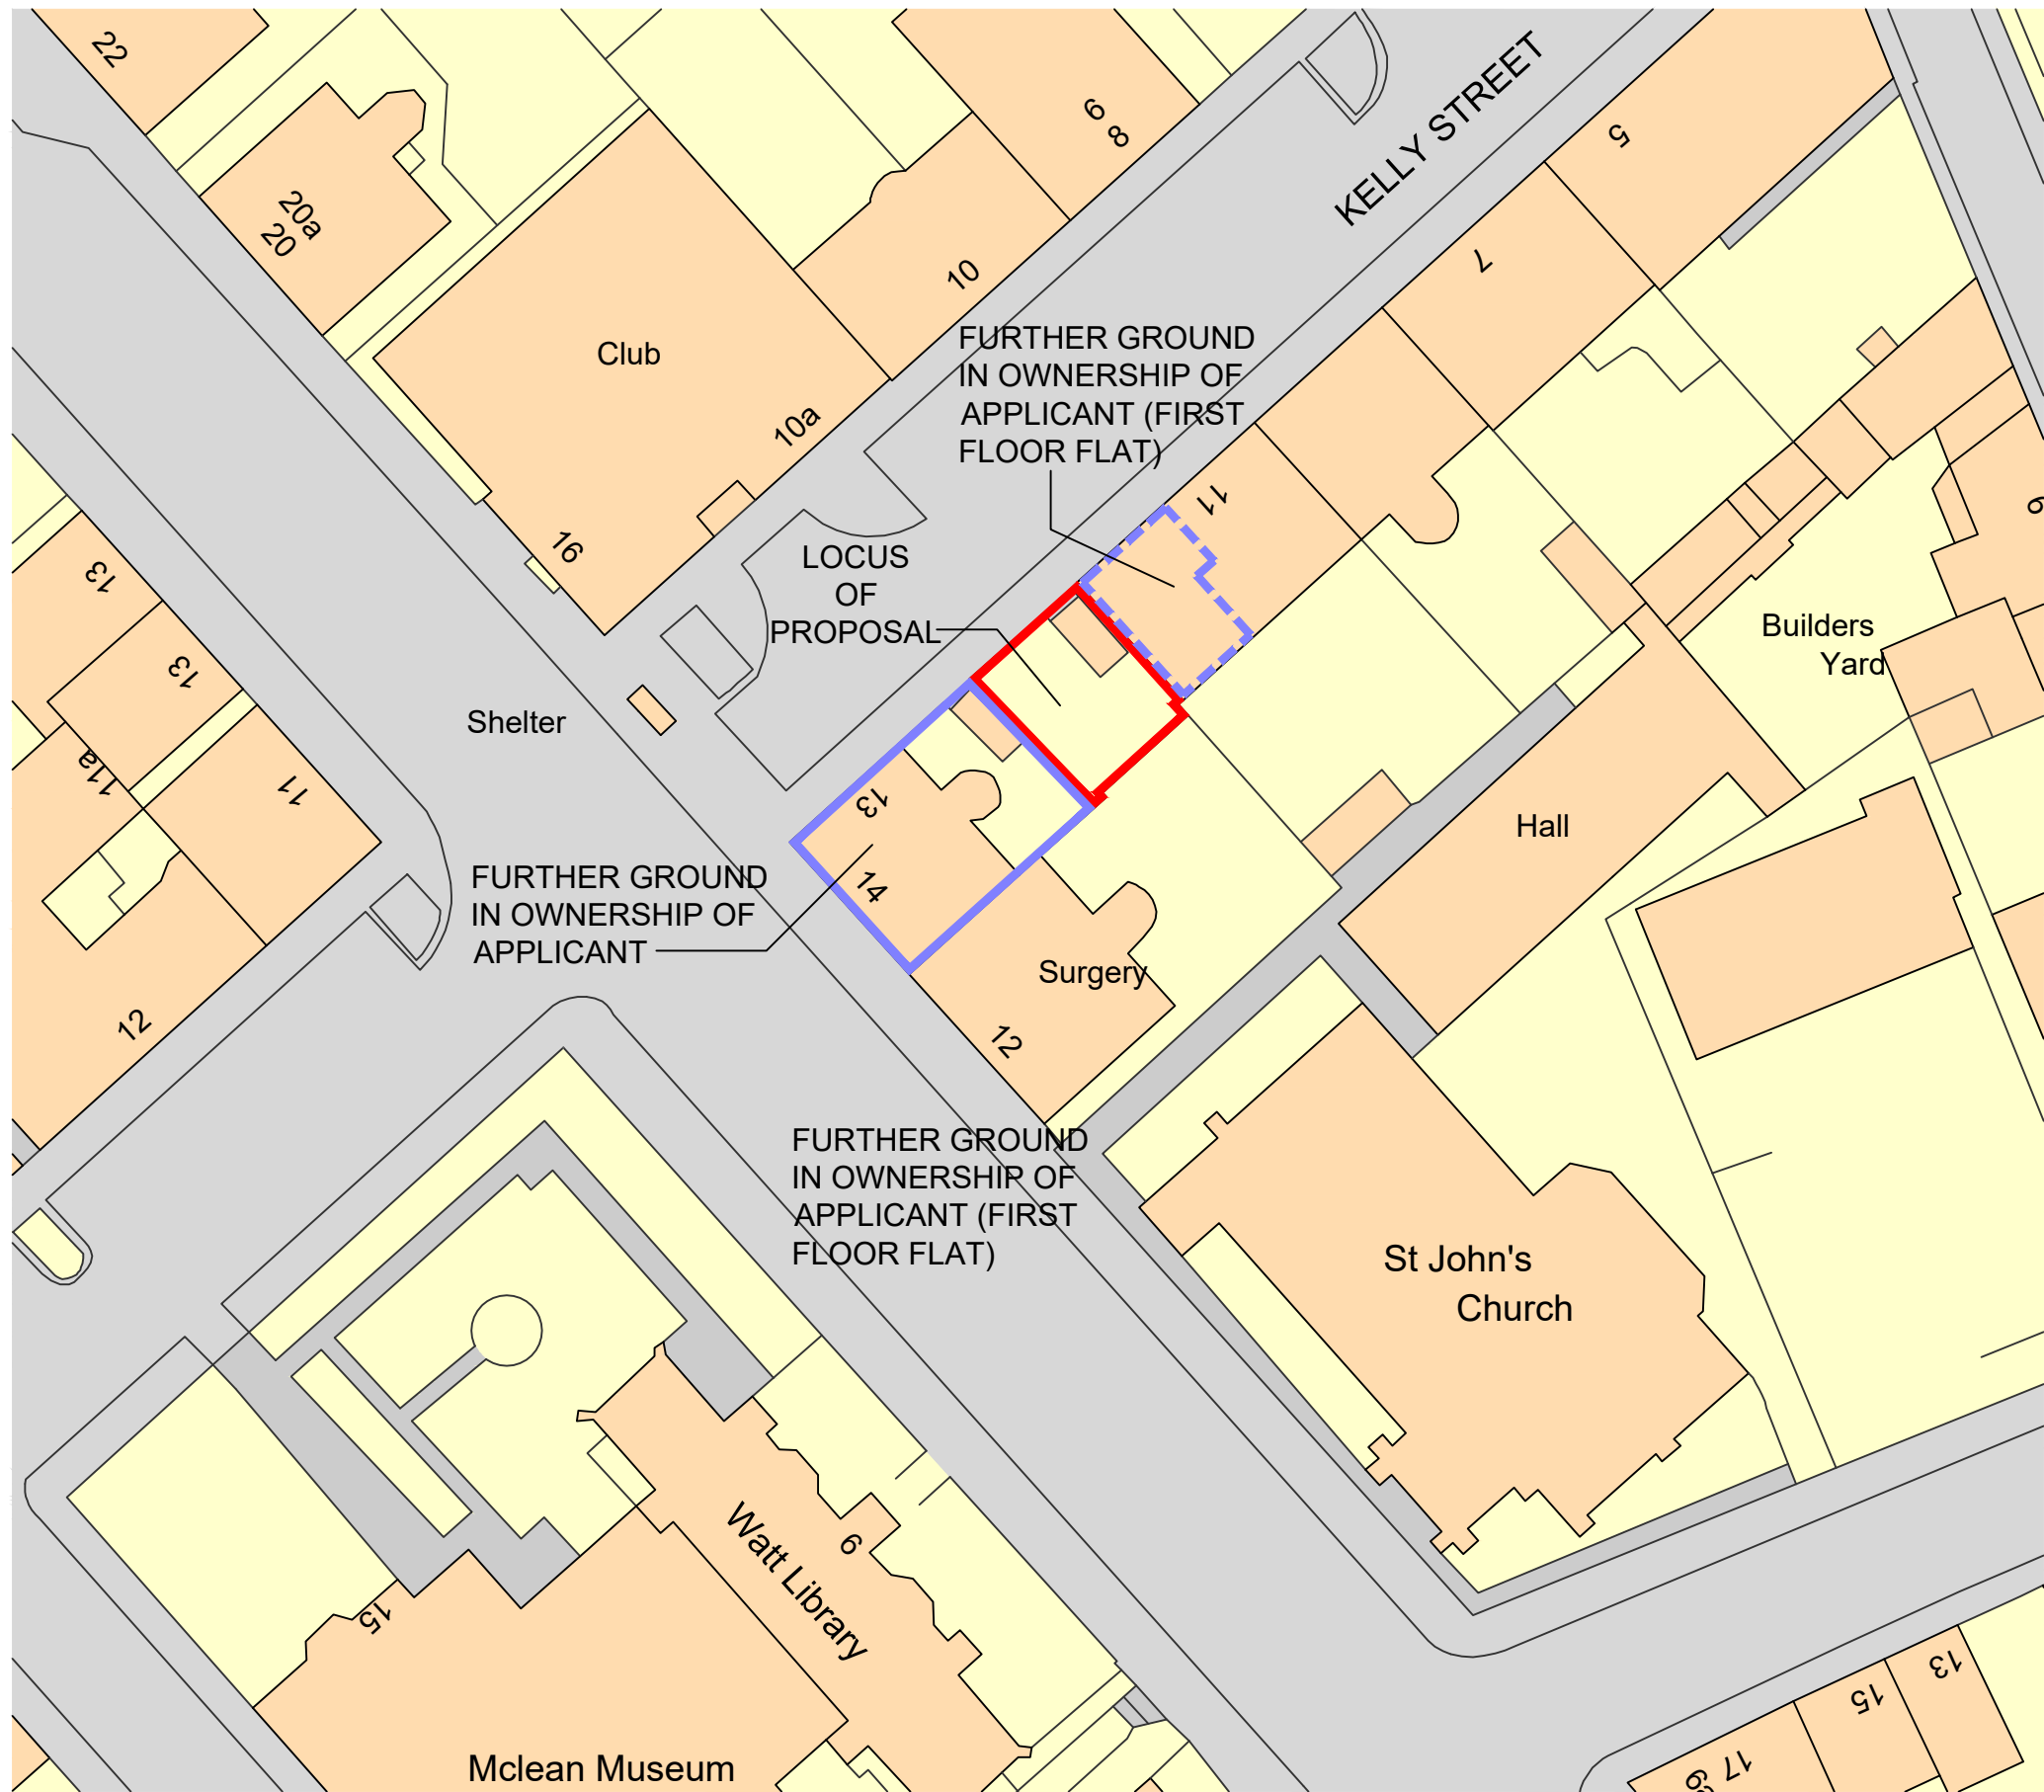 22
20a
20
Club
10a
10
6
8
KELLY STREET
5
7
FURTHER GROUND
IN OWNERSHIP OF
APPLICANT (FIRST
FLOOR FLAT)
11
16
LOCUS
OF
PROPOSAL
Shelter
13
13
11a
11
12
Builders
Yard
Hall
13
14
FURTHER GROUND
IN OWNERSHIP OF
APPLICANT
Surgery
12
FURTHER GROUND
IN OWNERSHIP OF
APPLICANT (FIRST
FLOOR FLAT)
St John's
Church
Watt Library
6
15
Mclean Museum
13
15
17